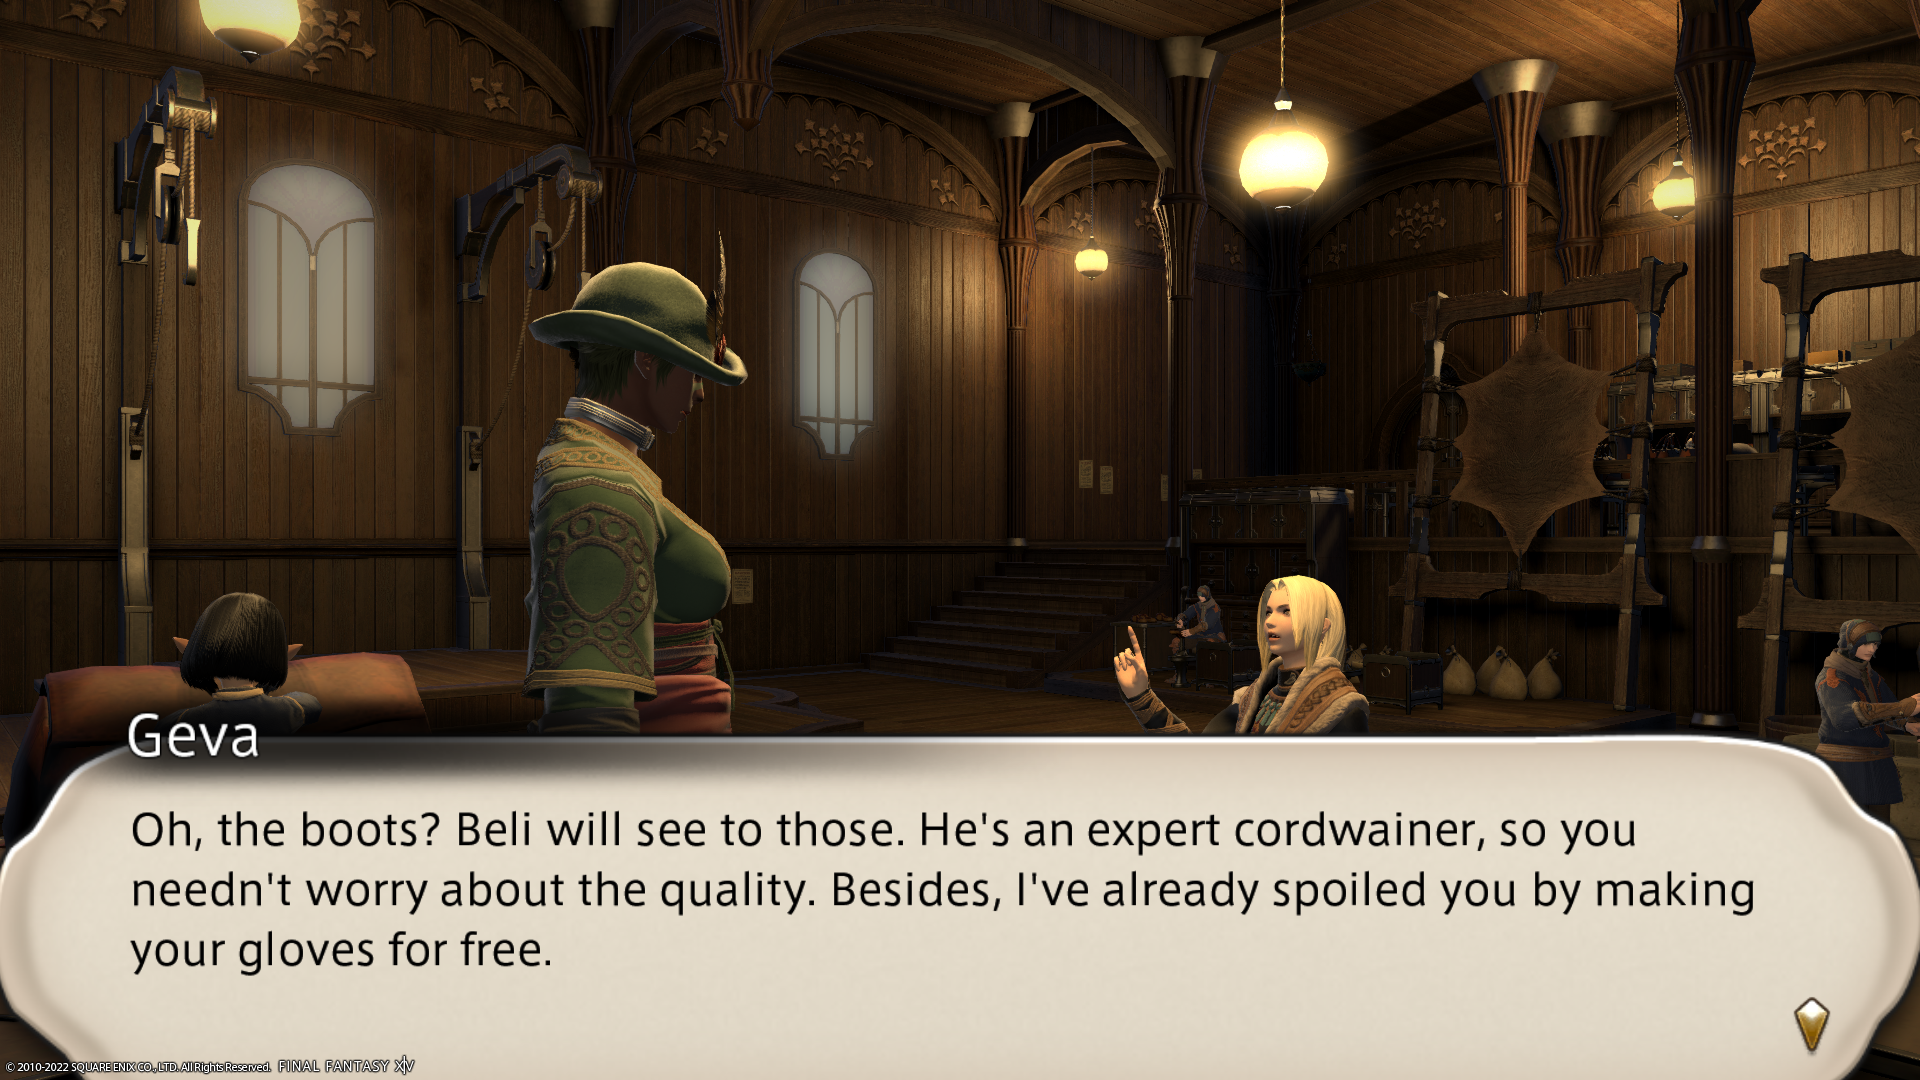 Geva
Oh, the boots? Beli will see to those. He's an expert cordwainer, so you
needn't worry about the quality. Besides, I've already spoiled you by making
your gloves for free.
© 2010-2022 SQUARE ENIX CO., LTD. All Rights Reserved. FINAL FANTASY XIV